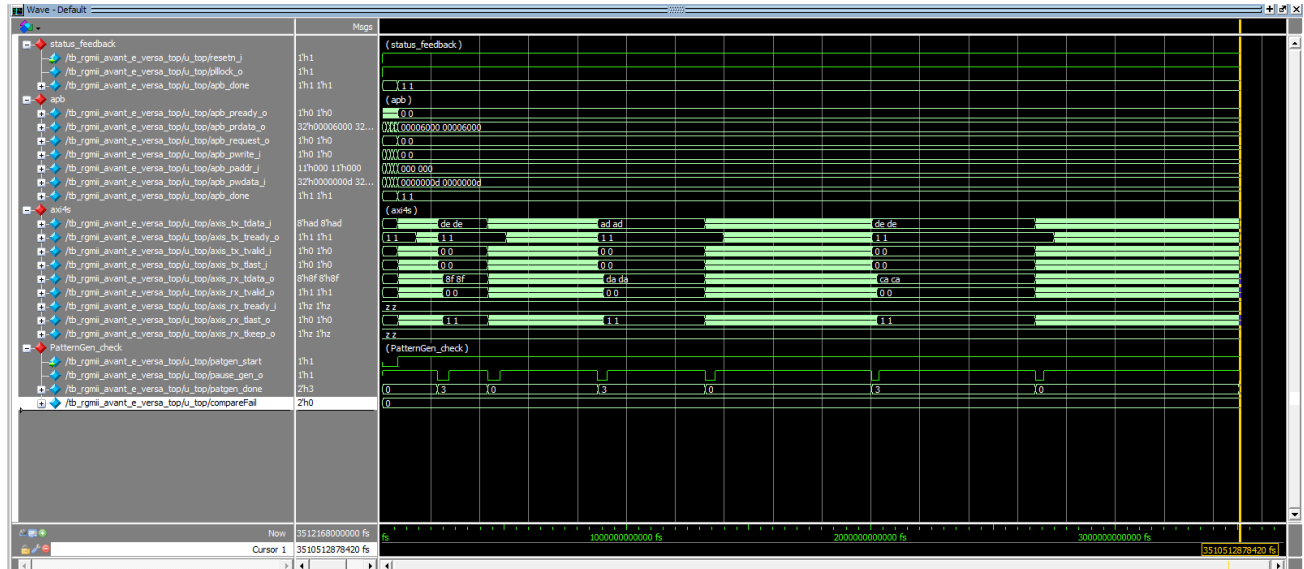 Wave - Default
Msgs
status_feedback (status_feedback)
/tb_rgmii_avant_e_versa_top/u_top/resetn_i 1'h1
/tb_rgmii_avant_e_versa_top/u_top/plllock_o 1'h1
/tb_rgmii_avant_e_versa_top/u_top/apb_done 1'h1 1'h1 1 1
apb (apb)
/tb_rgmii_avant_e_versa_top/u_top/apb_pready_o 1'h0 1'h0 0 0
/tb_rgmii_avant_e_versa_top/u_top/apb_prdata_o 32'h00006000 32... 00006000 00006000
/tb_rgmii_avant_e_versa_top/u_top/apb_request_o 1'h0 1'h0 0 0
/tb_rgmii_avant_e_versa_top/u_top/apb_pwrite_i 1'h0 1'h0 0 0
/tb_rgmii_avant_e_versa_top/u_top/apb_paddr_i 11'h000 11'h000 000 000
/tb_rgmii_avant_e_versa_top/u_top/apb_pwdata_i 32'h0000000d 32... 0000000d 0000000d
/tb_rgmii_avant_e_versa_top/u_top/apb_done 1'h1 1'h1 1 1
axi4s (axi4s)
/tb_rgmii_avant_e_versa_top/u_top/axis_tx_tdata_i 8'had 8'had de de ad ad de de
/tb_rgmii_avant_e_versa_top/u_top/axis_tx_tready_o 1'h1 1'h1 1 1 1 1 1 1 1 1
/tb_rgmii_avant_e_versa_top/u_top/axis_tx_tvalid_i 1'h0 1'h0 0 0 0 0 0 0
/tb_rgmii_avant_e_versa_top/u_top/axis_tx_tlast_i 1'h0 1'h0 0 0 0 0 0 0
/tb_rgmii_avant_e_versa_top/u_top/axis_rx_tdata_o 8'h8f 8'h8f 8f 8f da da ca ca
/tb_rgmii_avant_e_versa_top/u_top/axis_rx_tvalid_o 1'h1 1'h1 0 0 0 0 0 0
/tb_rgmii_avant_e_versa_top/u_top/axis_rx_tready_i 1'hz 1'hz z z
/tb_rgmii_avant_e_versa_top/u_top/axis_rx_tlast_o 1'h0 1'h0 1 1 1 1 1 1
/tb_rgmii_avant_e_versa_top/u_top/axis_rx_tkeep_o 1'hz 1'hz z z
PatternGen_check (PatternGen_check)
/tb_rgmii_avant_e_versa_top/u_top/patgen_start 1'h1
/tb_rgmii_avant_e_versa_top/u_top/pause_gen_o 1'h1
/tb_rgmii_avant_e_versa_top/u_top/patgen_done 2'h3 0 3 0 3 0 3 0
/tb_rgmii_avant_e_versa_top/u_top/compareFail 2'h0 0
Now 3512168000000 fs fs 1000000000000 fs 2000000000000 fs 3000000000000 fs
Cursor 1 3510512878420 fs 3510512878420 fs